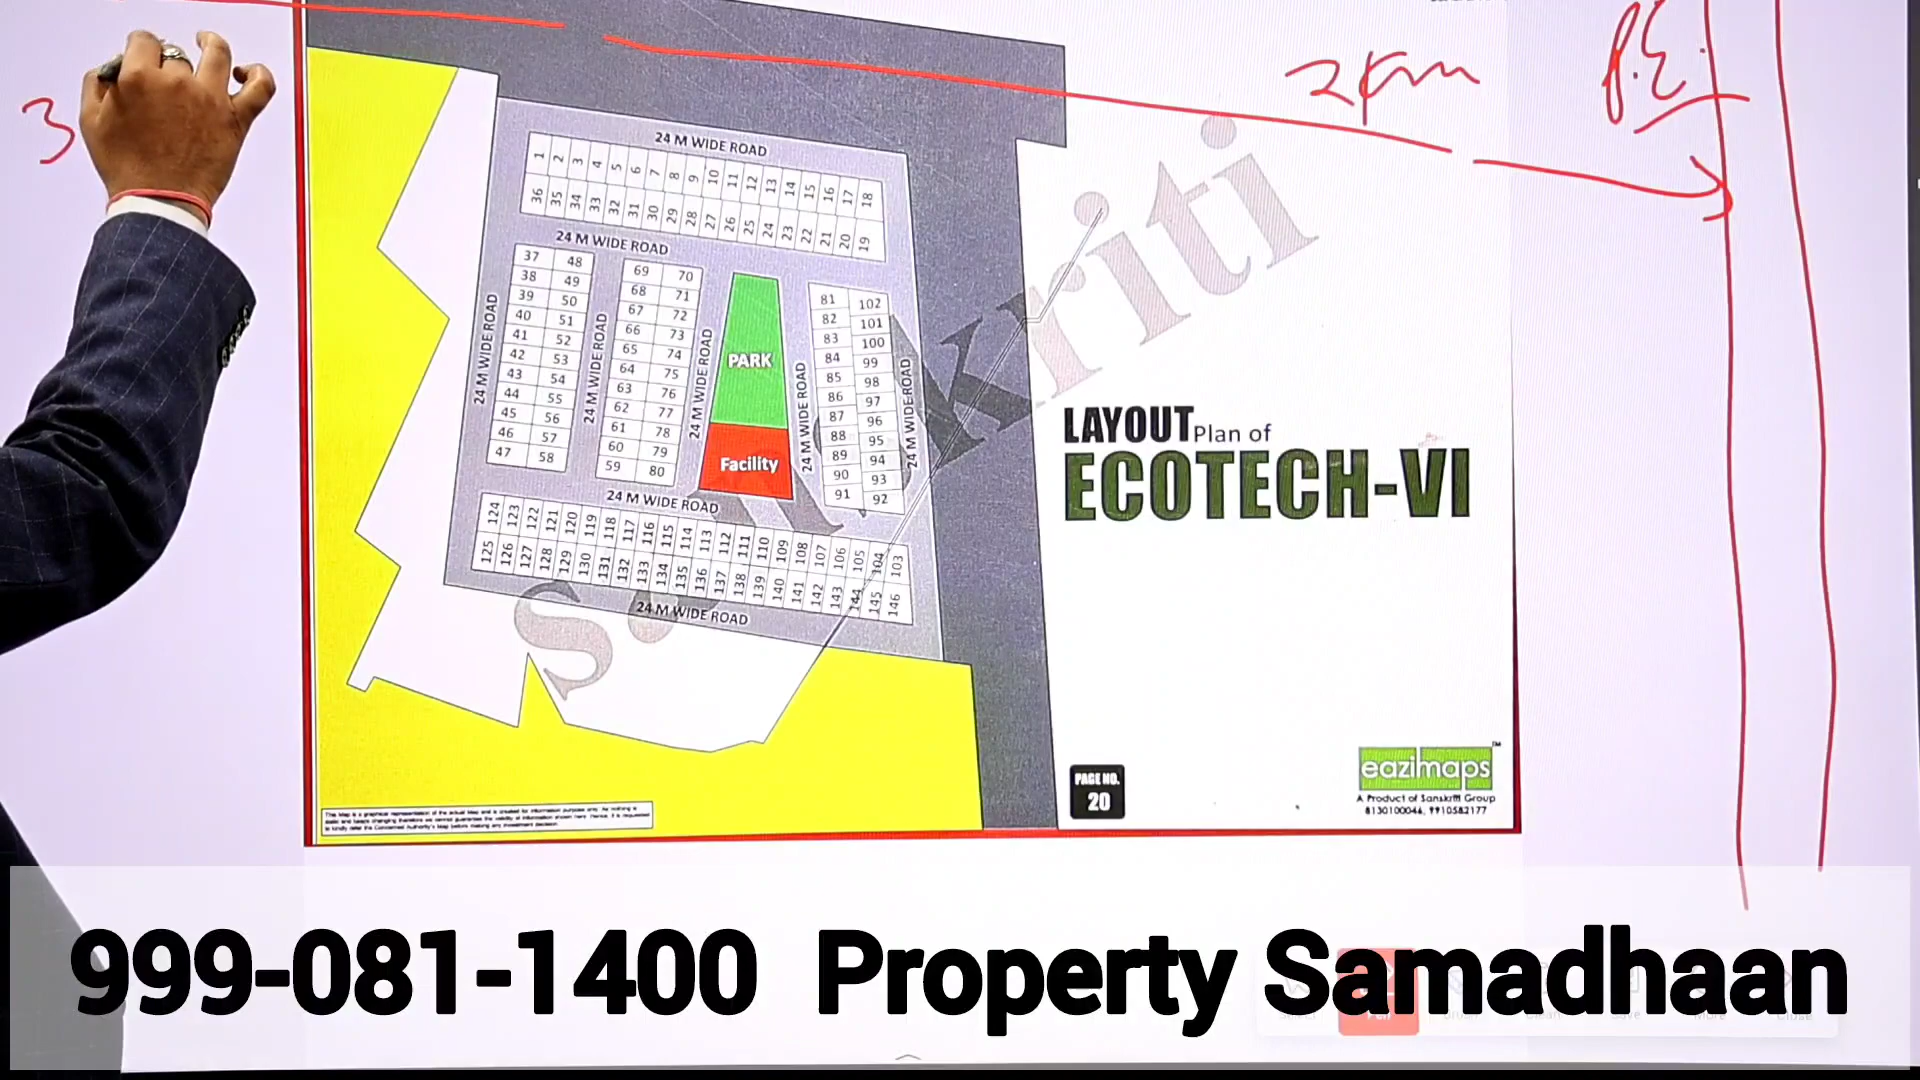 2 km
P.E.
3
24 M WIDE ROAD
1 2 3 4 5 6 7 8 9 10 11 12 13 14 15 16 17 18
36 35 34 33 32 31 30 29 28 27 26 25 24 23 22 21 20 19
24 M WIDE ROAD
37 48 69 70 81 102
38 49 68 71 82 101
39 50 67 72 83 100
40 51 66 73 84 99
41 52 65 74 85 98
42 53 64 75 86 97
43 54 63 76 87 96
44 55 62 77 88 95
45 56 61 78 89 94
46 57 60 79 90 93
47 58 59 80 91 92
24 M WIDE ROAD
24 M WIDE ROAD
24 M WIDE ROAD
24 M WIDE ROAD
24 M WIDE ROAD
PARK
Facility
24 M WIDE ROAD
124 123 122 121 120 119 118 117 116 115 114 113 112 111 110 109 108 107 106 105 104 103
125 126 127 128 129 130 131 132 133 134 135 136 137 138 139 140 141 142 143 144 145 146
24 M WIDE ROAD
LAYOUT Plan of
ECOTECH-VI
PAGE NO.
20
eazimaps
A Product of Sanskriti Group
8130100046, 9910582177
999-081-1400 Property Samadhaan